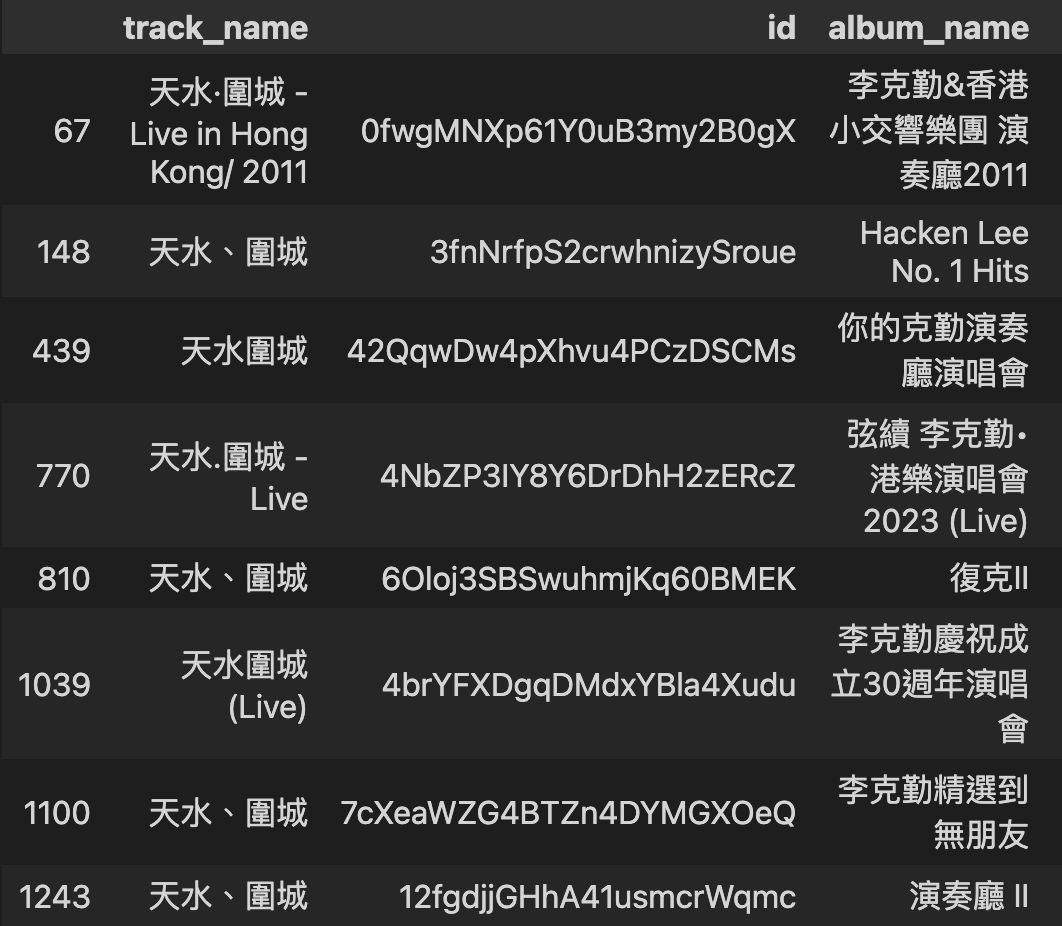 track_name id album_name
67 天水·圍城 - Live in Hong Kong/ 2011 0fwgMNXp61Y0uB3my2B0gX 李克勤&香港小交響樂團 演奏廳2011
148 天水、圍城 3fnNrfpS2crwhnizySroue Hacken Lee No. 1 Hits
439 天水圍城 42QqwDw4pXhvu4PCzDSCMs 你的克勤演奏廳演唱會
770 天水.圍城 - Live 4NbZP3lY8Y6DrDhH2zERcZ 弦續 李克勤•港樂演唱會 2023 (Live)
810 天水、圍城 6Oloj3SBSwuhmjKq60BMEK 復克II
1039 天水圍城 (Live) 4brYFXDgqDMdxYBla4Xudu 李克勤慶祝成立30週年演唱會
1100 天水、圍城 7cXeaWZG4BTZn4DYMGXOeQ 李克勤精選到無朋友
1243 天水、圍城 12fgdjjGHhA41usmcrWqmc 演奏廳 II